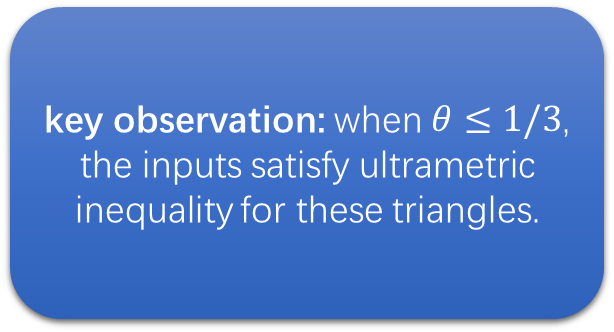 key observation: when θ ≤ 1/3,
the inputs satisfy ultrametric
inequality for these triangles.